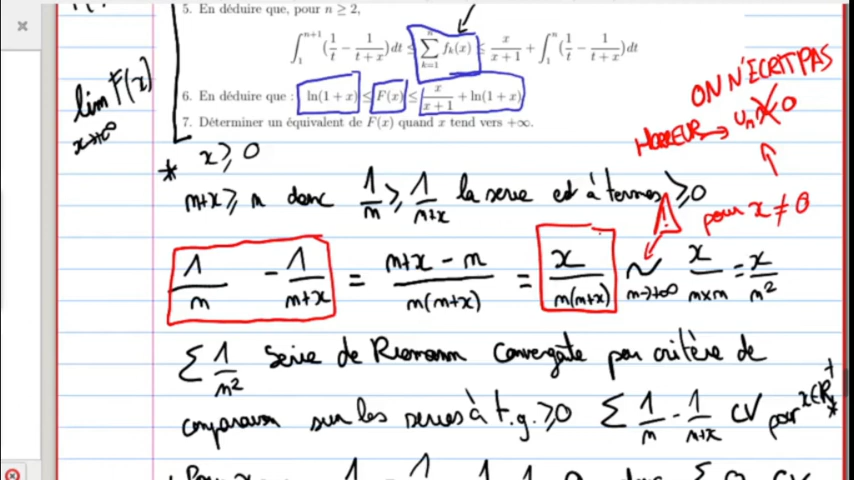 5. En déduire que, pour n ≥ 2,
∫₁ⁿ⁺¹ (1/t − 1/(t+x)) dt ≤ ∑ₖ₌₁ⁿ fₖ(x) ≤ x/(x+1) + ∫₁ⁿ (1/t − 1/(t+x)) dt
6. En déduire que : ln(1 + x) ≤ F(x) ≤ x/(x+1) + ln(1 + x)
7. Déterminer un équivalent de F(x) quand x tend vers +∞.
lim F(x)
x→+∞
ON N'ECRIT PAS
HORREUR → uₙ ~ 0
* x ≥ 0
n+x ≥ n donc 1/n ≥ 1/(n+x) la serie est à termes ≥ 0
pour x ≠ 0
1/n − 1/(n+x) = (n+x − n)/(n(n+x)) = x/(n(n+x)) ~ n→+∞ x/(n×n) = x/n²
∑ 1/n² Serie de Riemann Convergate par critère de
comparaison sur les series à t.g. ≥ 0 ∑ 1/n − 1/(n+x) CV pour x∈R₊*